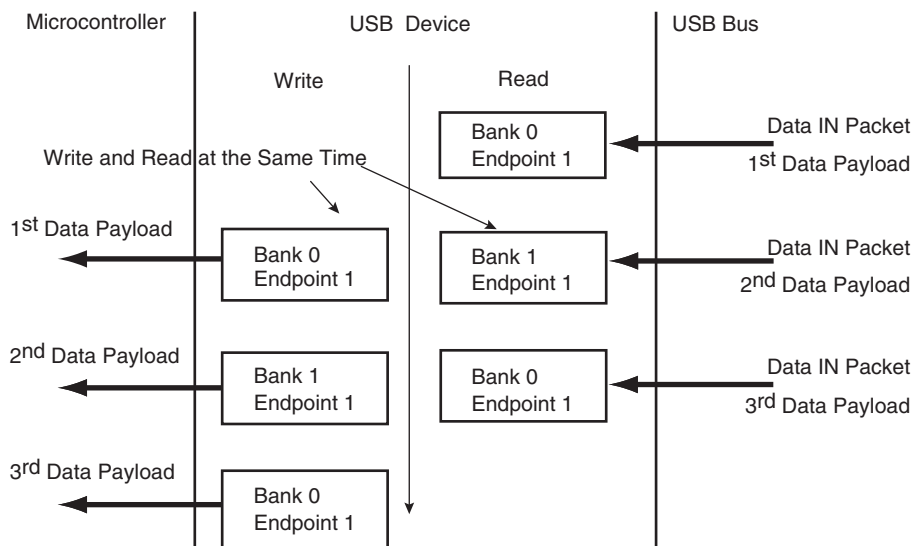 Microcontroller
USB Device
USB Bus
Write
Read
Bank 0
Endpoint 1
Data IN Packet
1st Data Payload
Write and Read at the Same Time
1st Data Payload
Bank 0
Endpoint 1
Bank 1
Endpoint 1
Data IN Packet
2nd Data Payload
2nd Data Payload
Bank 1
Endpoint 1
Bank 0
Endpoint 1
Data IN Packet
3rd Data Payload
3rd Data Payload
Bank 0
Endpoint 1